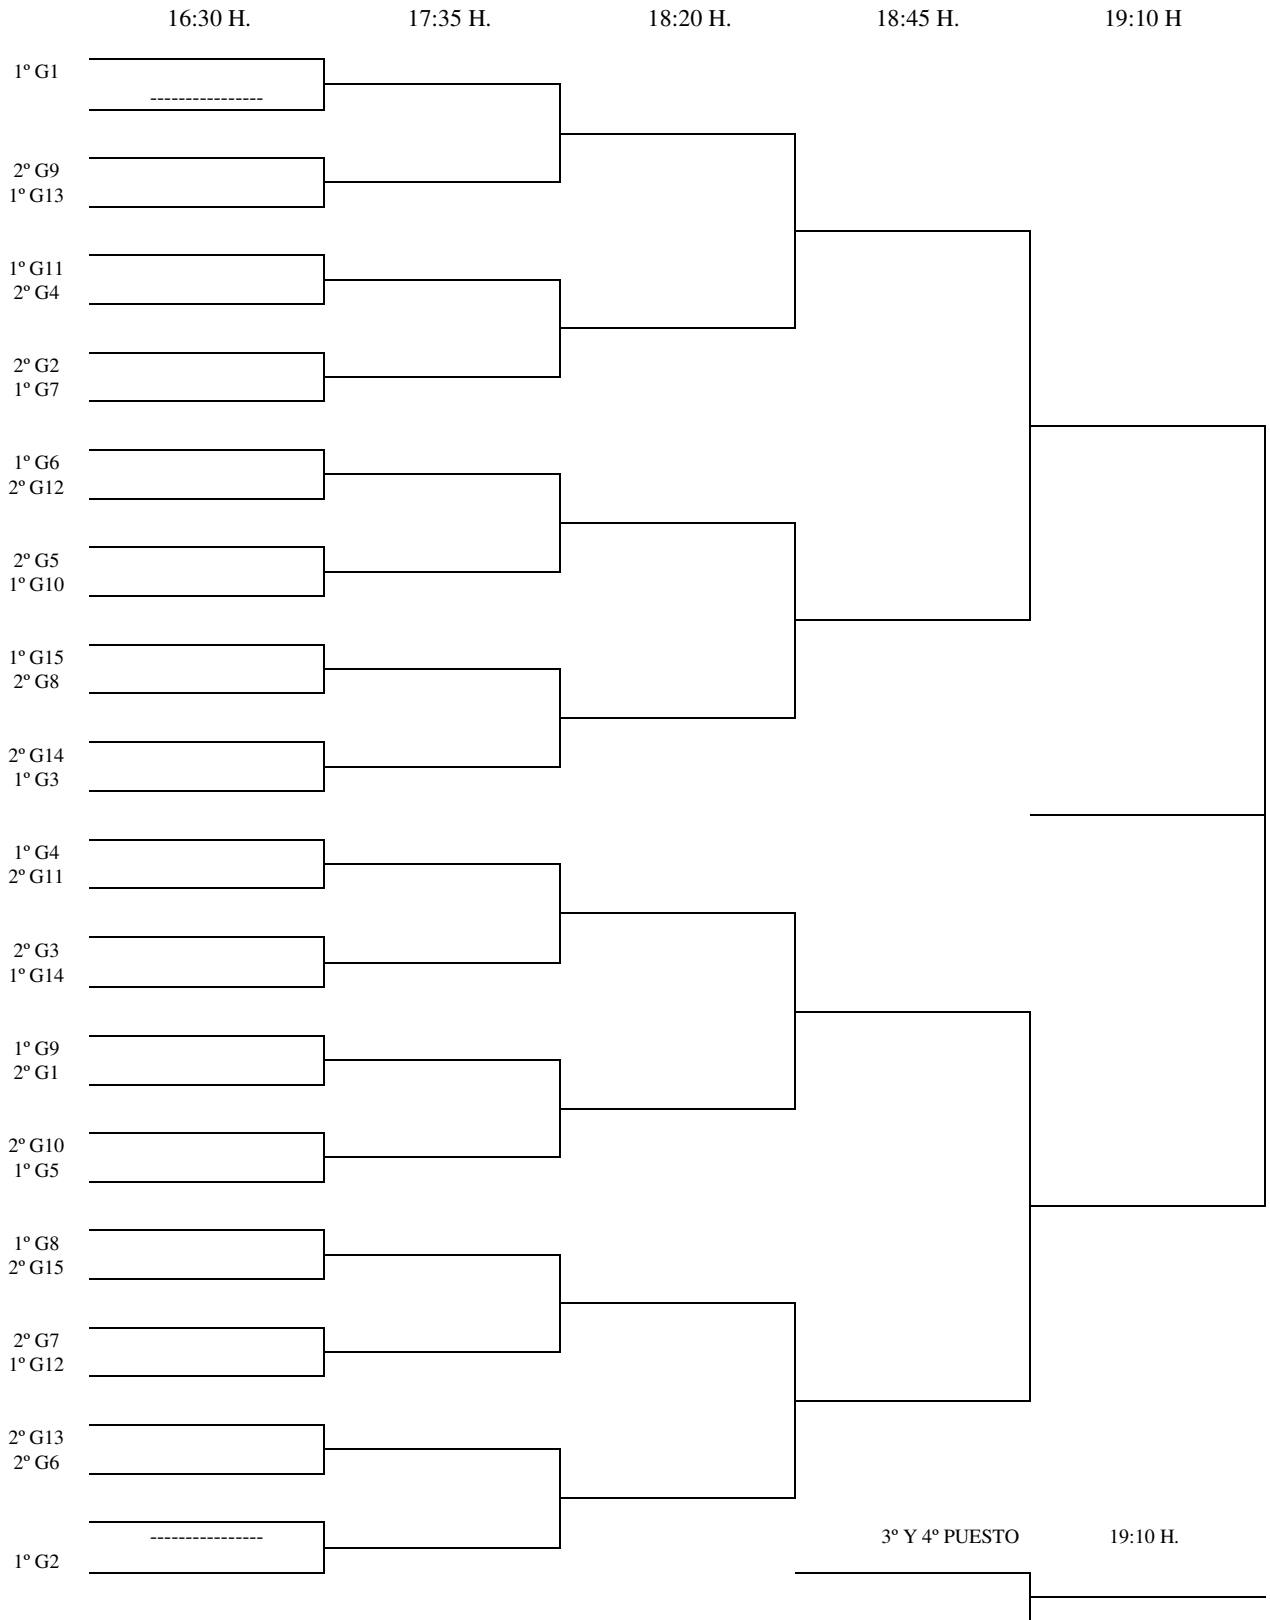 16:30 H. 17:35 H. 18:20 H. 18:45 H. 19:10 H
1º G1
----------------
2º G9
1º G13
1º G11
2º G4
2º G2
1º G7
1º G6
2º G12
2º G5
1º G10
1º G15
2º G8
2º G14
1º G3
1º G4
2º G11
2º G3
1º G14
1º G9
2º G1
2º G10
1º G5
1º G8
2º G15
2º G7
1º G12
2º G13
2º G6
---------------- 3º Y 4º PUESTO 19:10 H.
1º G2